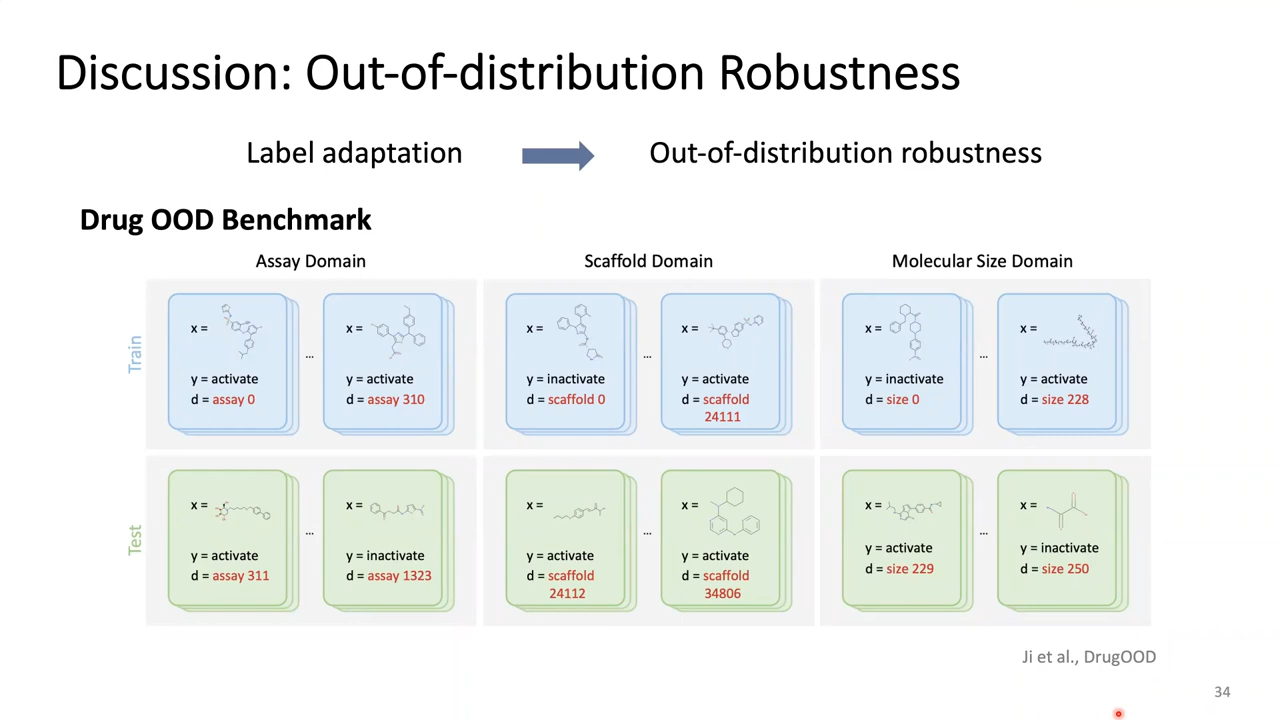 Discussion: Out-of-distribution Robustness
Label adaptation
Out-of-distribution robustness
Drug OOD Benchmark
Assay Domain
Scaffold Domain
Molecular Size Domain
Train
x =
y = activate
d = assay 0
...
x =
y = activate
d = assay 310
x =
y = inactivate
d = scaffold 0
...
x =
y = activate
d = scaffold
24111
x =
y = inactivate
d = size 0
...
x =
y = activate
d = size 228
Test
x =
y = activate
d = assay 311
...
x =
y = inactivate
d = assay 1323
x =
y = activate
d = scaffold
24112
...
x =
y = activate
d = scaffold
34806
x =
y = activate
d = size 229
...
x =
y = inactivate
d = size 250
Ji et al., DrugOOD
34